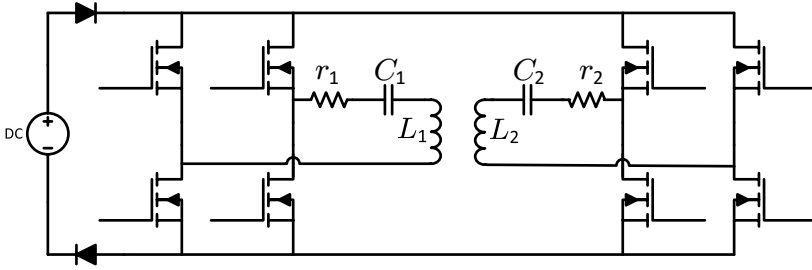 r₁ C₁ C₂ r₂
DC + − L₁ L₂